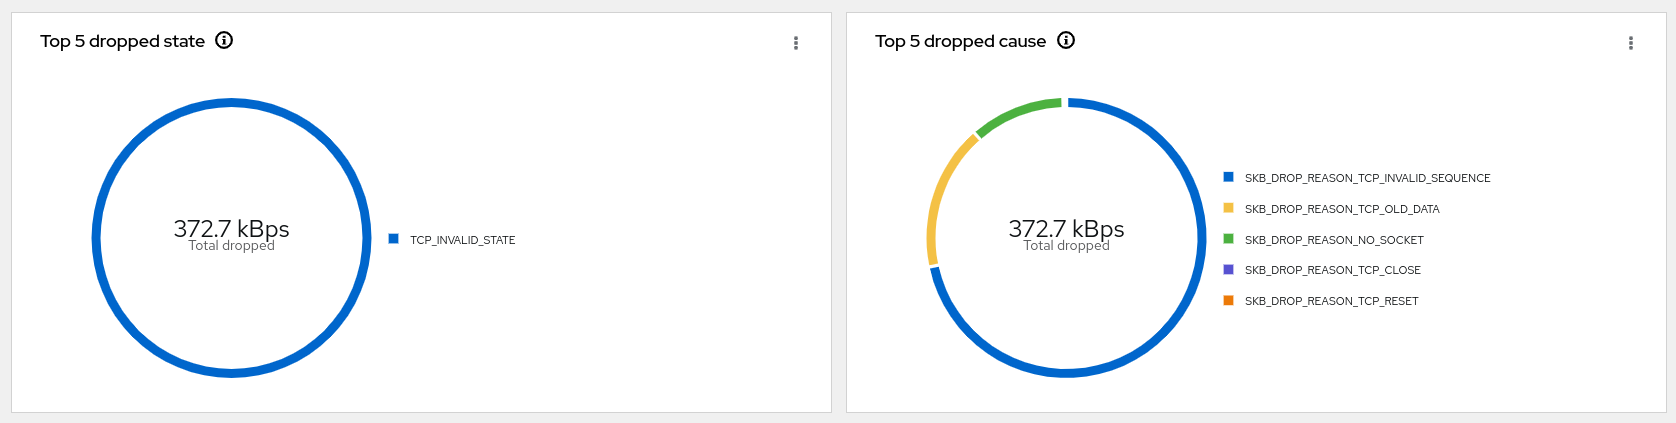 Top 5 dropped state
372.7 kBps
Total dropped
TCP_INVALID_STATE
Top 5 dropped cause
372.7 kBps
Total dropped
SKB_DROP_REASON_TCP_INVALID_SEQUENCE
SKB_DROP_REASON_TCP_OLD_DATA
SKB_DROP_REASON_NO_SOCKET
SKB_DROP_REASON_TCP_CLOSE
SKB_DROP_REASON_TCP_RESET